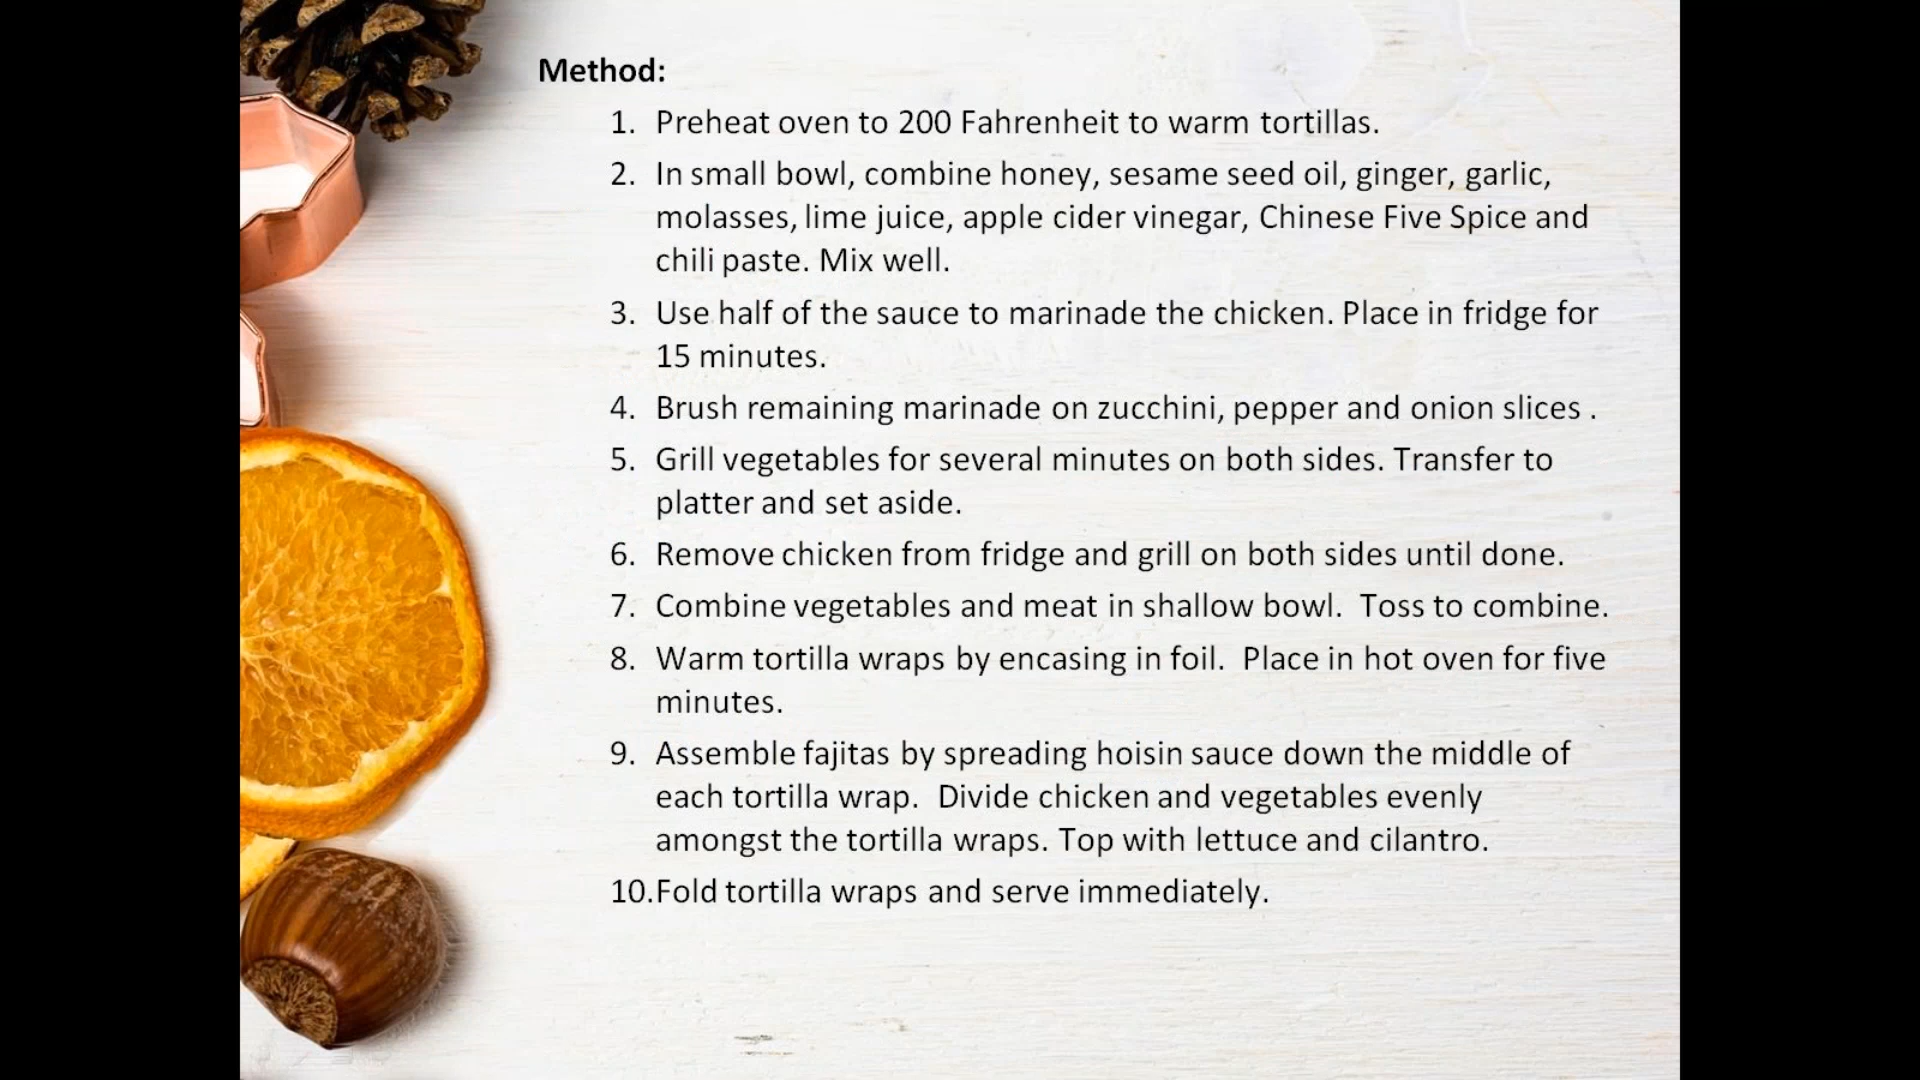 Method:
1. Preheat oven to 200 Fahrenheit to warm tortillas.
2. In small bowl, combine honey, sesame seed oil, ginger, garlic,
molasses, lime juice, apple cider vinegar, Chinese Five Spice and
chili paste. Mix well.
3. Use half of the sauce to marinade the chicken. Place in fridge for
15 minutes.
4. Brush remaining marinade on zucchini, pepper and onion slices .
5. Grill vegetables for several minutes on both sides. Transfer to
platter and set aside.
6. Remove chicken from fridge and grill on both sides until done.
7. Combine vegetables and meat in shallow bowl.  Toss to combine.
8. Warm tortilla wraps by encasing in foil.  Place in hot oven for five
minutes.
9. Assemble fajitas by spreading hoisin sauce down the middle of
each tortilla wrap.  Divide chicken and vegetables evenly
amongst the tortilla wraps. Top with lettuce and cilantro.
10.Fold tortilla wraps and serve immediately.